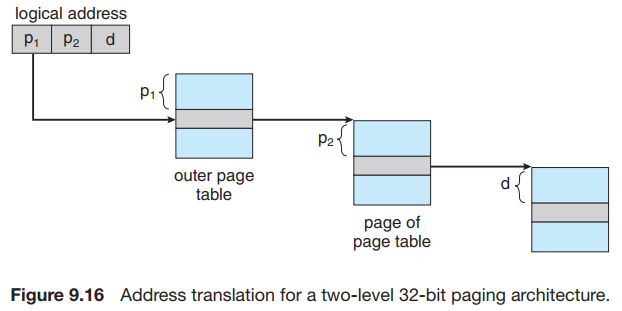 logical address
p₁ p₂ d
p₁
outer page
table
p₂
page of
page table
d
Figure 9.16 Address translation for a two-level 32-bit paging architecture.